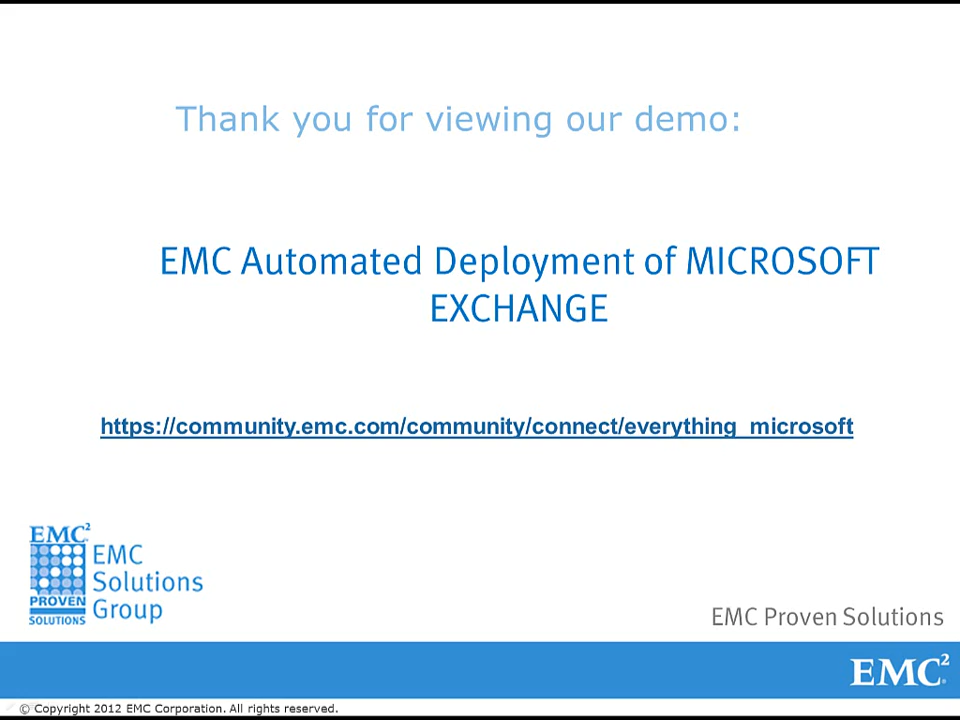 Thank you for viewing our demo:
EMC Automated Deployment of MICROSOFT
EXCHANGE
https://community.emc.com/community/connect/everything_microsoft
EMC²
PROVEN
SOLUTIONS
EMC
Solutions
Group
EMC Proven Solutions
EMC²
© Copyright 2012 EMC Corporation. All rights reserved.